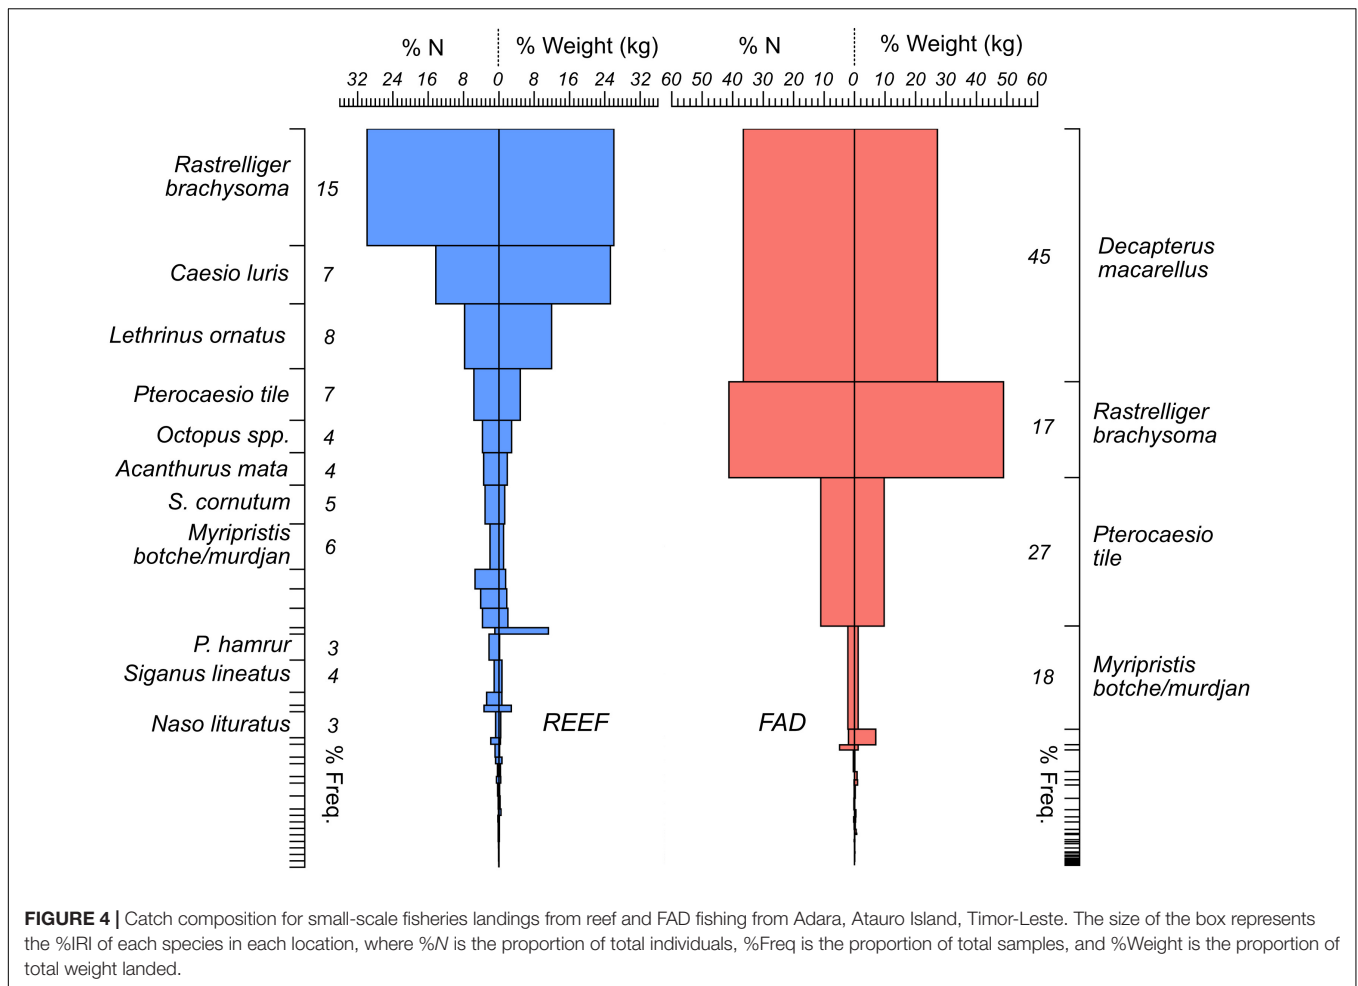 % N % Weight (kg) % N % Weight (kg)
32 24 16 8 0 8 16 24 32 60 50 40 30 20 10 0 10 20 30 40 50 60
Rastrelliger
brachysoma 15
Caesio luris 7
Lethrinus ornatus 8
Pterocaesio tile 7
Octopus spp. 4
Acanthurus mata 4
S. cornutum 5
Myripristis
botche/murdjan 6
P. hamrur 3
Siganus lineatus 4
Naso lituratus 3
% Freq.
REEF
FAD
45 Decapterus
macarellus
17 Rastrelliger
brachysoma
27 Pterocaesio
tile
18 Myripristis
botche/murdjan
% Freq.
FIGURE 4 | Catch composition for small-scale fisheries landings from reef and FAD fishing from Adara, Atauro Island, Timor-Leste. The size of the box represents
the %IRI of each species in each location, where %N is the proportion of total individuals, %Freq is the proportion of total samples, and %Weight is the proportion of
total weight landed.